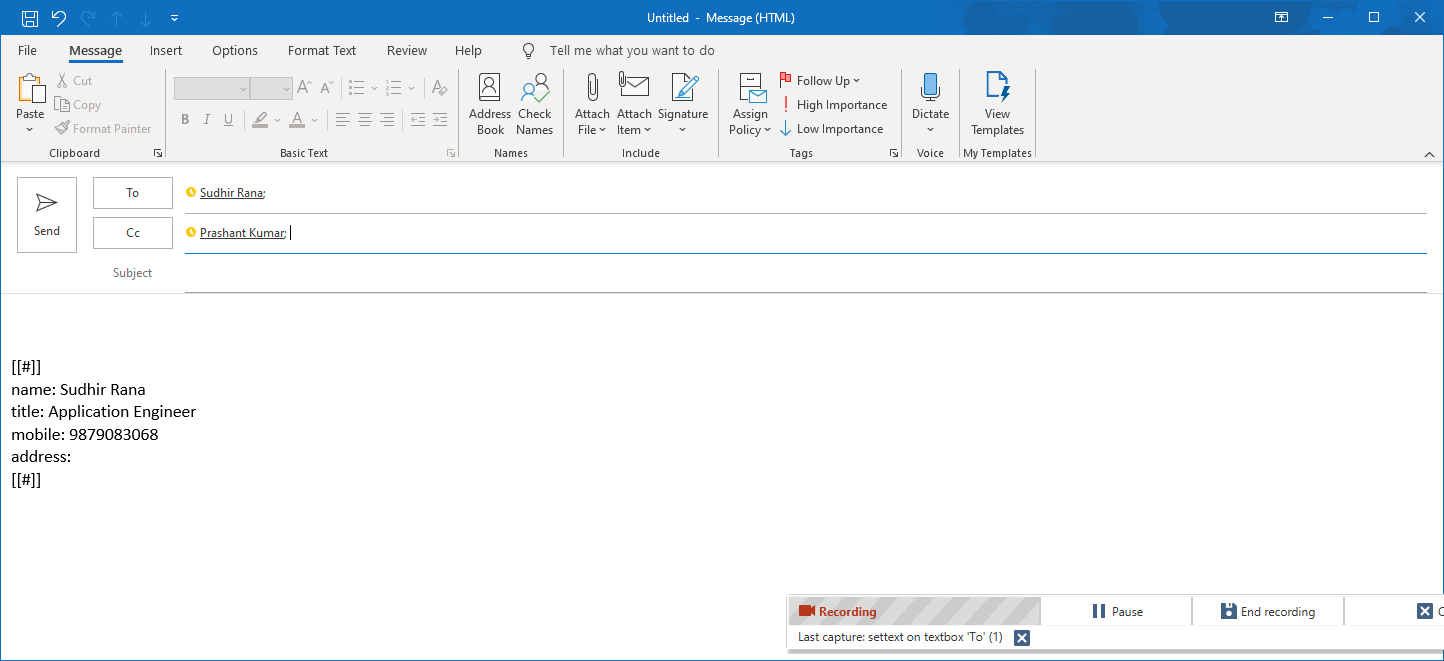 Untitled - Message (HTML)
File Message Insert Options Format Text Review Help Tell me what you want to do
Paste
Cut
Copy
Format Painter
Clipboard
A A A
B I U A
Basic Text
Address Book
Check Names
Names
Attach File
Attach Item
Signature
Include
Assign Policy
Follow Up
High Importance
Low Importance
Tags
Dictate
Voice
View Templates
My Templates
Send
To Sudhir Rana;
Cc Prashant Kumar;
Subject
[[#]]
name: Sudhir Rana
title: Application Engineer
mobile: 9879083068
address:
[[#]]
Recording Pause End recording C
Last capture: settext on textbox 'To' (1)